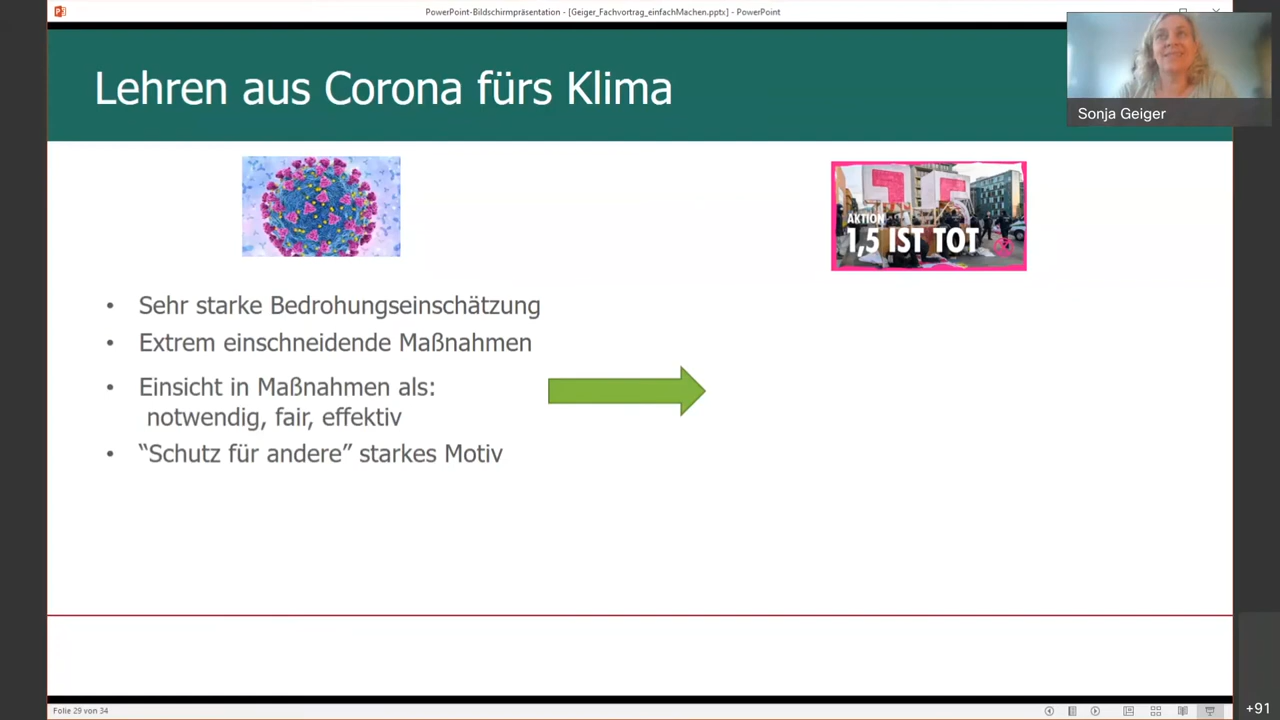 PowerPoint-Bildschirmpräsentation - [Geiger_Fachvortrag_einfachMachen.pptx] - PowerPoint
Lehren aus Corona fürs Klima
Sonja Geiger
AKTION
1,5 IST TOT
• Sehr starke Bedrohungseinschätzung
• Extrem einschneidende Maßnahmen
• Einsicht in Maßnahmen als:
notwendig, fair, effektiv
• “Schutz für andere” starkes Motiv
Folie 29 von 34
+91